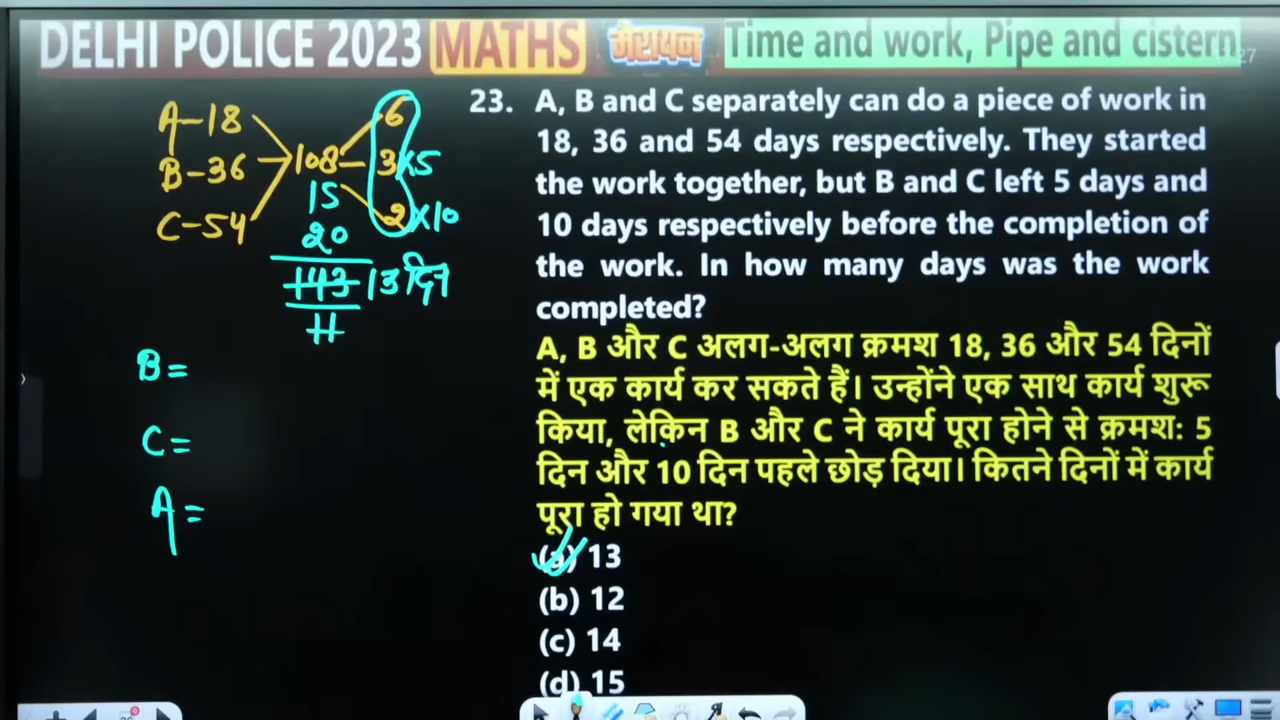 DELHI POLICE 2023 MATHS मैराथन Time and work, Pipe and cistern
27
A-18
B-36
C-54
108
6
3x5
2x10
15
20
143
11
13 दिन
B=
C=
A=
23. A, B and C separately can do a piece of work in
18, 36 and 54 days respectively. They started
the work together, but B and C left 5 days and
10 days respectively before the completion of
the work. In how many days was the work
completed?
A, B और C अलग-अलग क्रमश 18, 36 और 54 दिनों
में एक कार्य कर सकते हैं। उन्होंने एक साथ कार्य शुरू
किया, लेकिन B और C ने कार्य पूरा होने से क्रमश: 5
दिन और 10 दिन पहले छोड़ दिया। कितने दिनों में कार्य
पूरा हो गया था?
(a) 13
(b) 12
(c) 14
(d) 15